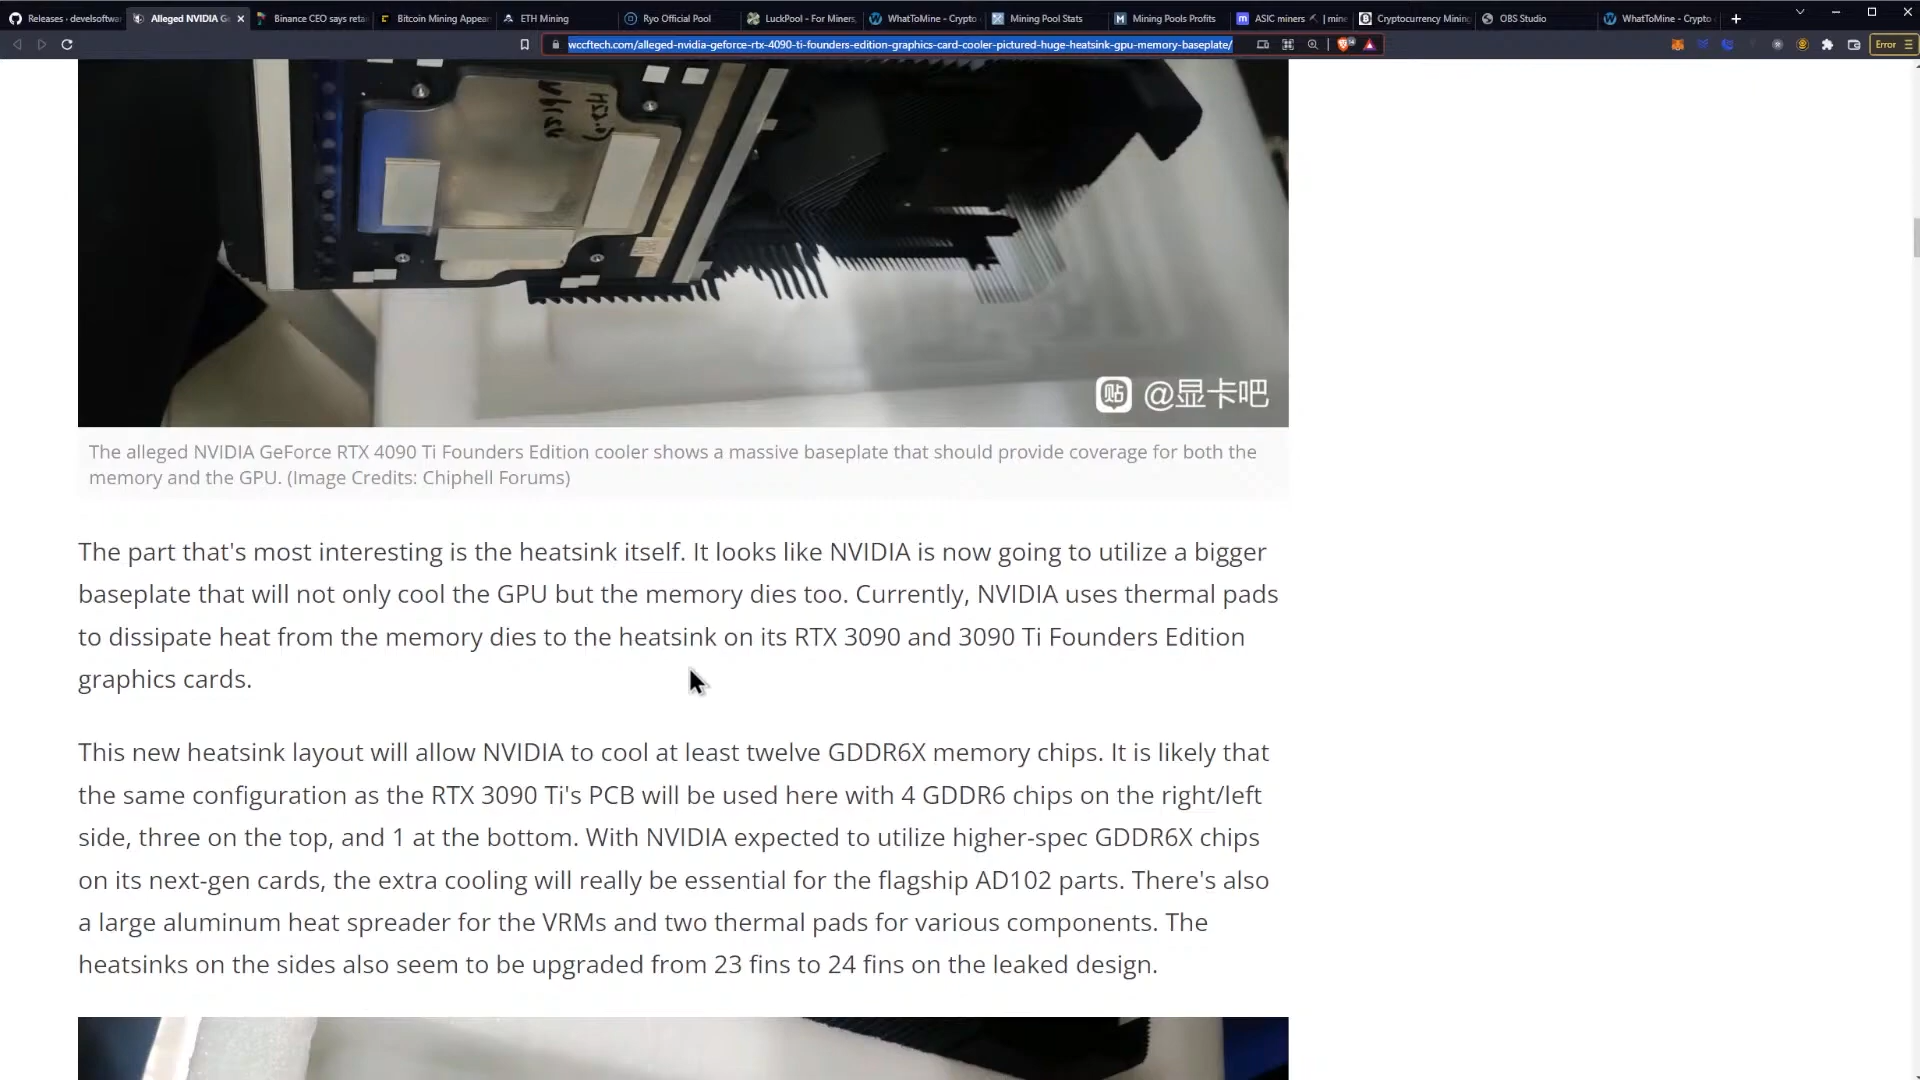 Releases · develsoftwar
Alleged NVIDIA Ge
Binance CEO says reta
Bitcoin Mining Appear
ETH Mining
Ryo Official Pool
LuckPool - For Miners,
WhatToMine - Crypto
Mining Pool Stats
Mining Pools Profits
ASIC miners | mine
Cryptocurrency Mining
OBS Studio
WhatToMine - Crypto
wccftech.com/alleged-nvidia-geforce-rtx-4090-ti-founders-edition-graphics-card-cooler-pictured-huge-heatsink-gpu-memory-baseplate/
Error
贴 @显卡吧
The alleged NVIDIA GeForce RTX 4090 Ti Founders Edition cooler shows a massive baseplate that should provide coverage for both the
memory and the GPU. (Image Credits: Chiphell Forums)
The part that's most interesting is the heatsink itself. It looks like NVIDIA is now going to utilize a bigger
baseplate that will not only cool the GPU but the memory dies too. Currently, NVIDIA uses thermal pads
to dissipate heat from the memory dies to the heatsink on its RTX 3090 and 3090 Ti Founders Edition
graphics cards.
This new heatsink layout will allow NVIDIA to cool at least twelve GDDR6X memory chips. It is likely that
the same configuration as the RTX 3090 Ti's PCB will be used here with 4 GDDR6 chips on the right/left
side, three on the top, and 1 at the bottom. With NVIDIA expected to utilize higher-spec GDDR6X chips
on its next-gen cards, the extra cooling will really be essential for the flagship AD102 parts. There's also
a large aluminum heat spreader for the VRMs and two thermal pads for various components. The
heatsinks on the sides also seem to be upgraded from 23 fins to 24 fins on the leaked design.